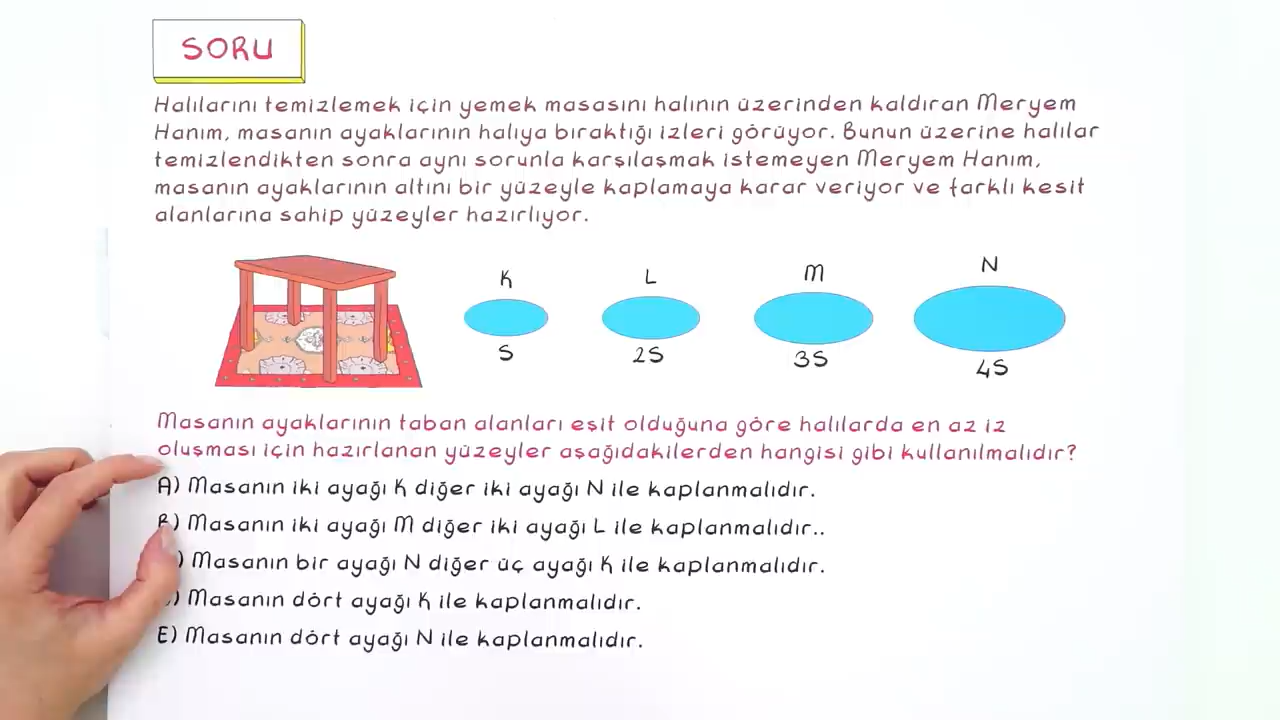 SORU
Halılarını temizlemek için yemek masasını halının üzerinden kaldıran Meryem
Hanım, masanın ayaklarının halıya bıraktığı izleri görüyor. Bunun üzerine halılar
temizlendikten sonra aynı sorunla karşılaşmak istemeyen Meryem Hanım,
masanın ayaklarının altını bir yüzeyle kaplamaya karar veriyor ve farklı kesit
alanlarına sahip yüzeyler hazırlıyor.
K L M N
S 2S 3S 4S
Masanın ayaklarının taban alanları eşit olduğuna göre halılarda en az iz
oluşması için hazırlanan yüzeyler aşağıdakilerden hangisi gibi kullanılmalıdır?
A) Masanın iki ayağı K diğer iki ayağı N ile kaplanmalıdır.
B) Masanın iki ayağı M diğer iki ayağı L ile kaplanmalıdır..
) Masanın bir ayağı N diğer üç ayağı K ile kaplanmalıdır.
) Masanın dört ayağı K ile kaplanmalıdır.
E) Masanın dört ayağı N ile kaplanmalıdır.